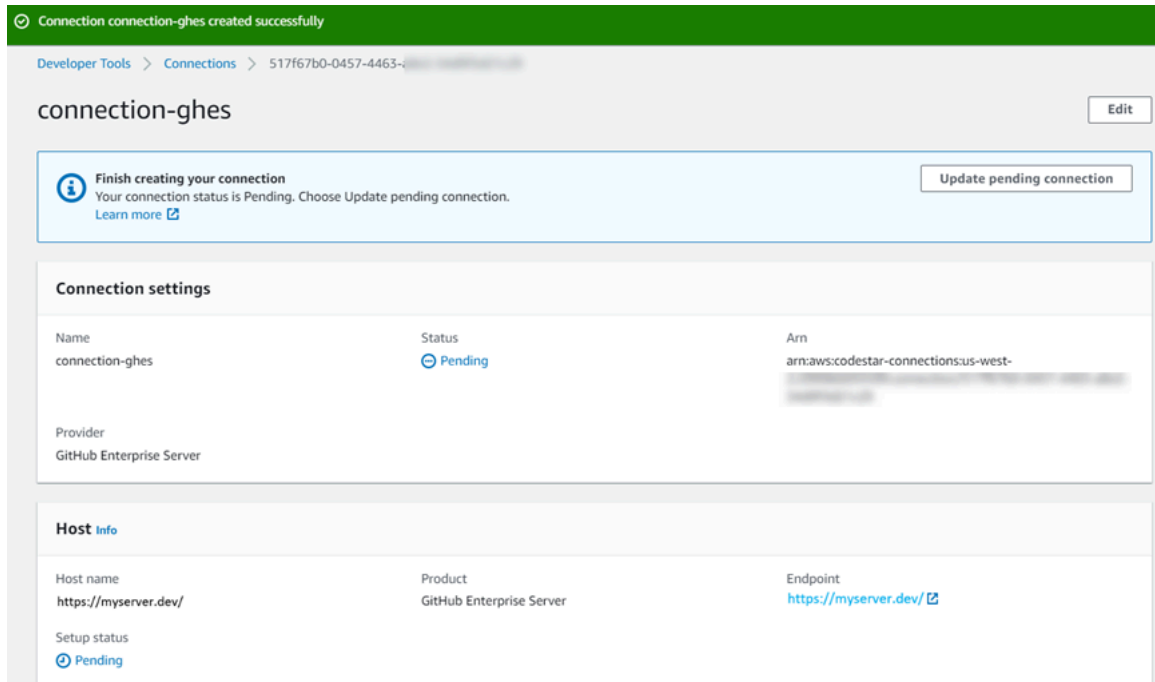 Connection connection-ghes created successfully
Developer Tools > Connections > 517f67b0-0457-4463-
connection-ghes
Edit
Finish creating your connection
Your connection status is Pending. Choose Update pending connection.
Learn more
Update pending connection
Connection settings
Name
connection-ghes
Status
Pending
Arn
arn:aws:codestar-connections:us-west-
Provider
GitHub Enterprise Server
Host Info
Host name
https://myserver.dev/
Product
GitHub Enterprise Server
Endpoint
https://myserver.dev/
Setup status
Pending